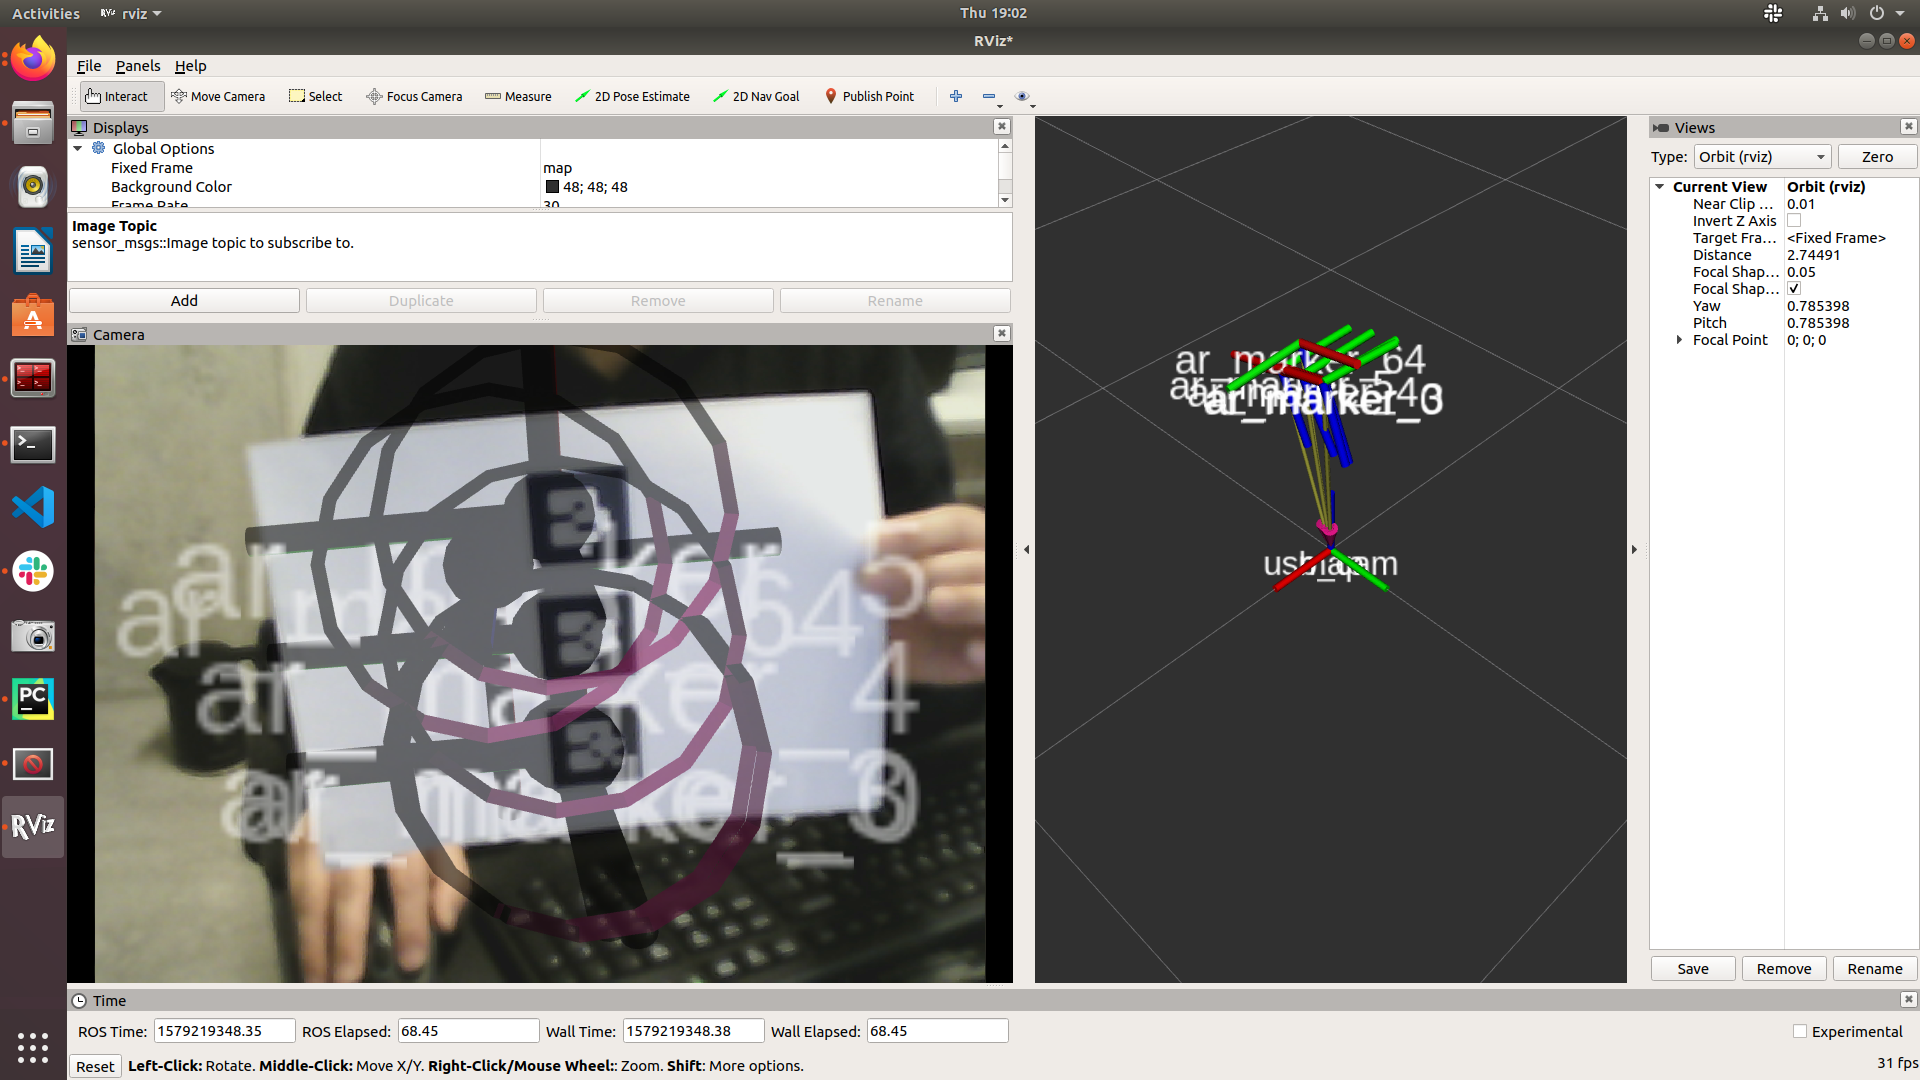 Activities RViz rviz Thu 19:02
RViz*
File Panels Help
Interact Move Camera Select Focus Camera Measure 2D Pose Estimate 2D Nav Goal Publish Point
Displays
Global Options
Fixed Frame map
Background Color 48; 48; 48
Frame Rate 30
Image Topic
sensor_msgs::Image topic to subscribe to.
Add Duplicate Remove Rename
Camera
ar_marker_5
ar_marker_64
ar_marker_4
ar_marker_3
ar_marker_64
ar_marker_5
ar_marker_4
ar_marker_3
usb_cam
map
Views
Type: Orbit (rviz) Zero
Current View Orbit (rviz)
Near Clip ... 0.01
Invert Z Axis
Target Fra... <Fixed Frame>
Distance 2.74491
Focal Shap... 0.05
Focal Shap... ✓
Yaw 0.785398
Pitch 0.785398
Focal Point 0; 0; 0
Save Remove Rename
PC
RViz
Time
ROS Time: 1579219348.35 ROS Elapsed: 68.45 Wall Time: 1579219348.38 Wall Elapsed: 68.45 Experimental
Reset Left-Click: Rotate. Middle-Click: Move X/Y. Right-Click/Mouse Wheel:: Zoom. Shift: More options. 31 fps